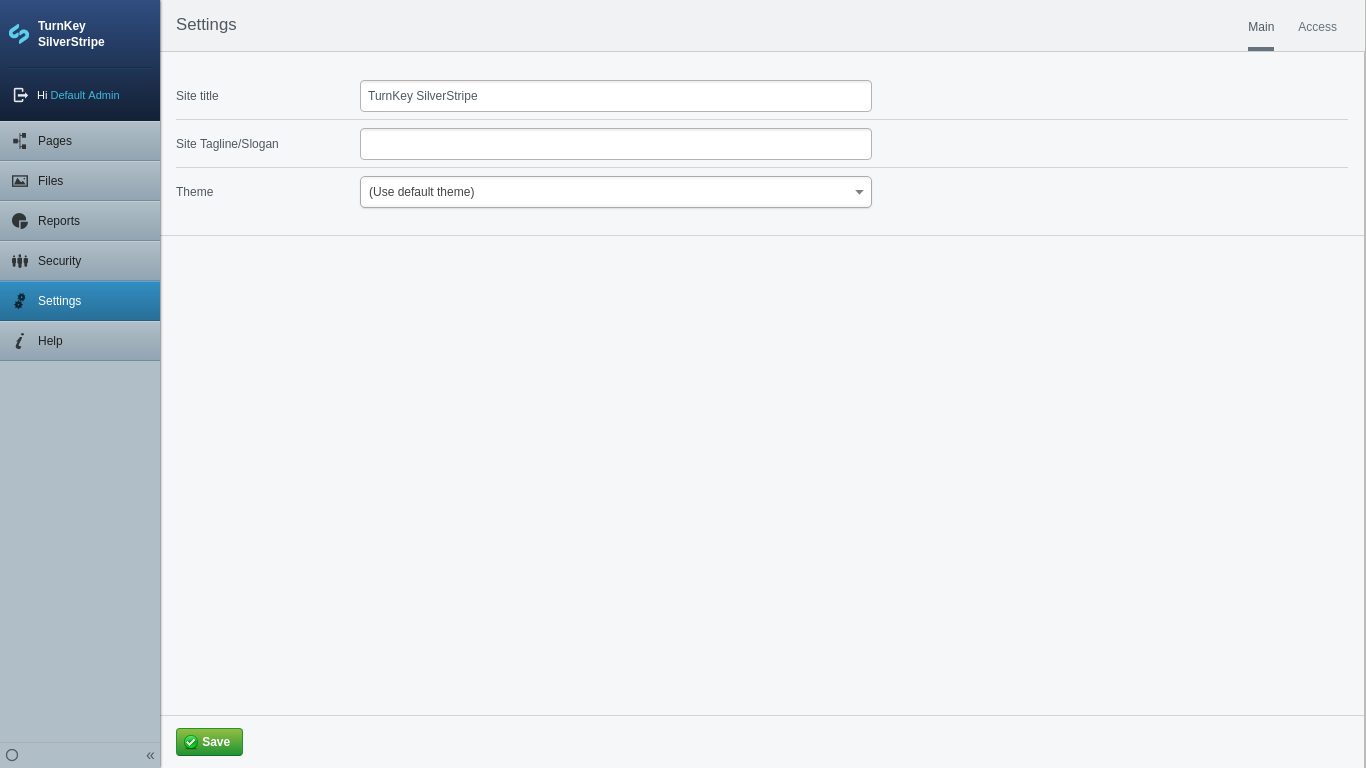 TurnKey
SilverStripe
Hi Default Admin
Pages
Files
Reports
Security
Settings
Help
«
Settings
Main
Access
Site title
TurnKey SilverStripe
Site Tagline/Slogan
Theme
(Use default theme)
Save